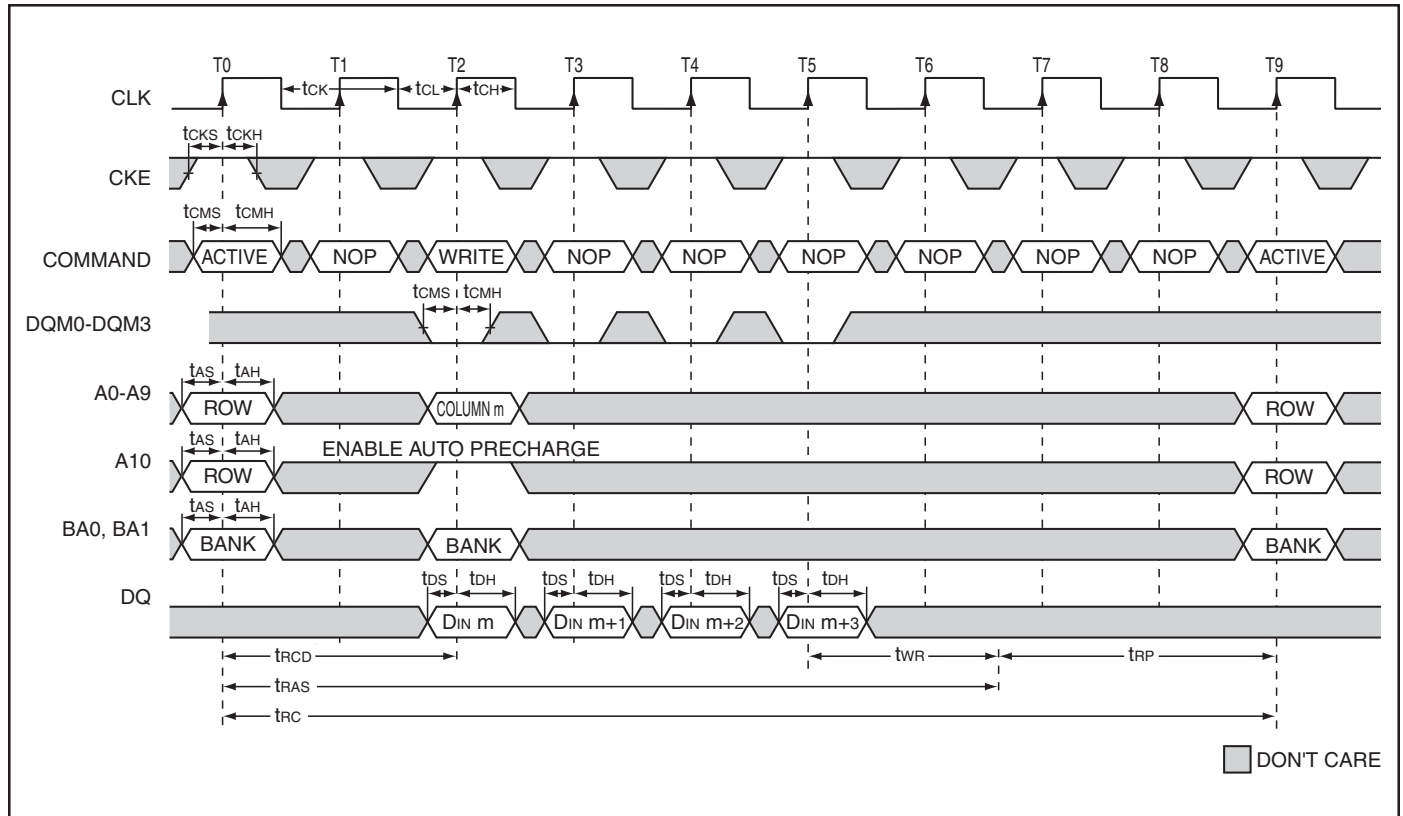 T0 T1 T2 T3 T4 T5 T6 T7 T8 T9
CLK tCK tCL tCH
tCKS tCKH
CKE
tCMS tCMH
COMMAND ACTIVE NOP WRITE NOP NOP NOP NOP NOP NOP ACTIVE
tCMS tCMH
DQM0-DQM3
tAS tAH
A0-A9 ROW COLUMN m ROW
tAS tAH ENABLE AUTO PRECHARGE
A10 ROW ROW
tAS tAH
BA0, BA1 BANK BANK BANK
tDS tDH tDS tDH tDS tDH tDS tDH
DQ DIN m DIN m+1 DIN m+2 DIN m+3
tRCD tWR tRP
tRAS
tRC
DON'T CARE